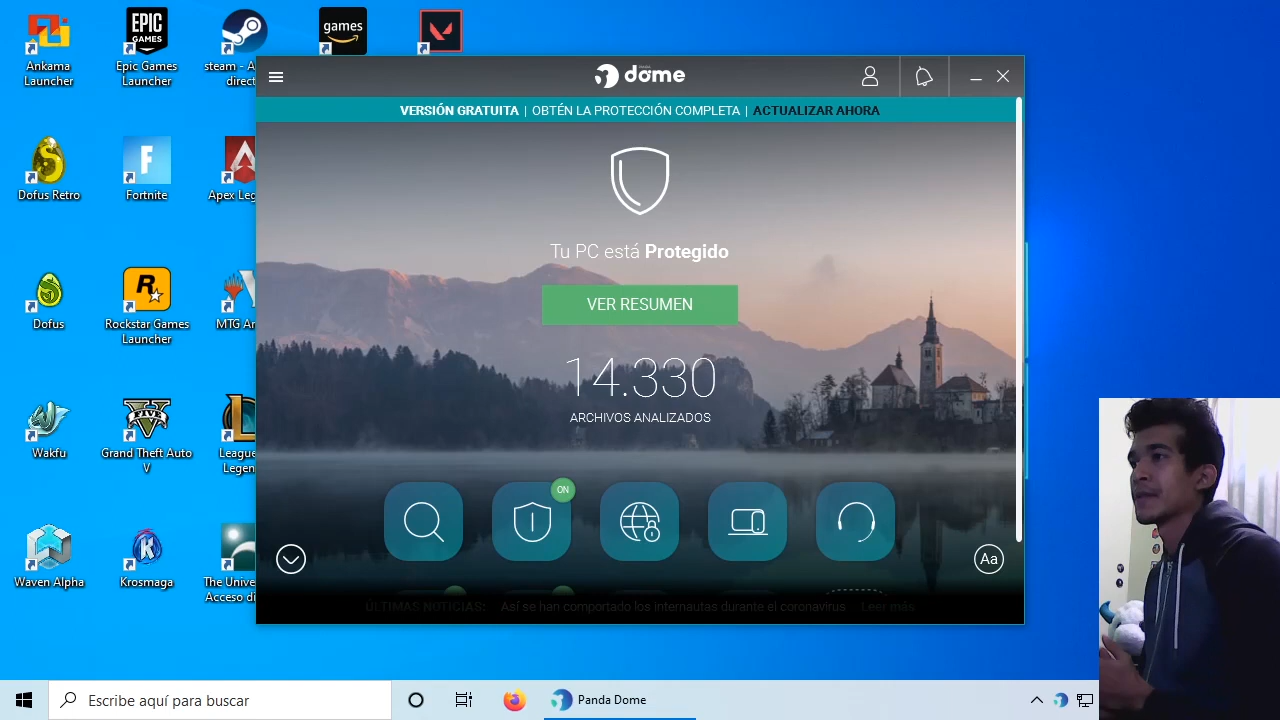 EPIC
GAMES
games
Ankama
Launcher
Epic Games
Launcher
steam - A
direct
panda
dome
VERSIÓN GRATUITA | OBTÉN LA PROTECCIÓN COMPLETA | ACTUALIZAR AHORA
Dofus Retro
Fortnite
Apex Leg
Tu PC está Protegido
VER RESUMEN
Dofus
Rockstar Games
Launcher
MTG Ar
14.330
ARCHIVOS ANALIZADOS
FIVE
Wakfu
Grand Theft Auto
V
League
Legen
ON
Aa
Waven Alpha
Krosmaga
The Unive
Acceso di
ÚLTIMAS NOTICIAS: Así se han comportado los internautas durante el coronavirus Leer más
Escribe aquí para buscar
Panda Dome